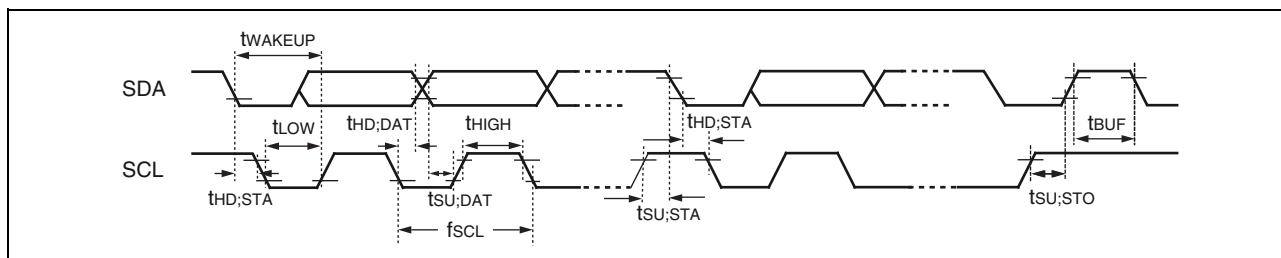 tWAKEUP
SDA
tLOW
tHD;DAT
tHIGH
tHD;STA
tBUF
SCL
tHD;STA
tSU;DAT
tSU;STA
tSU;STO
fSCL